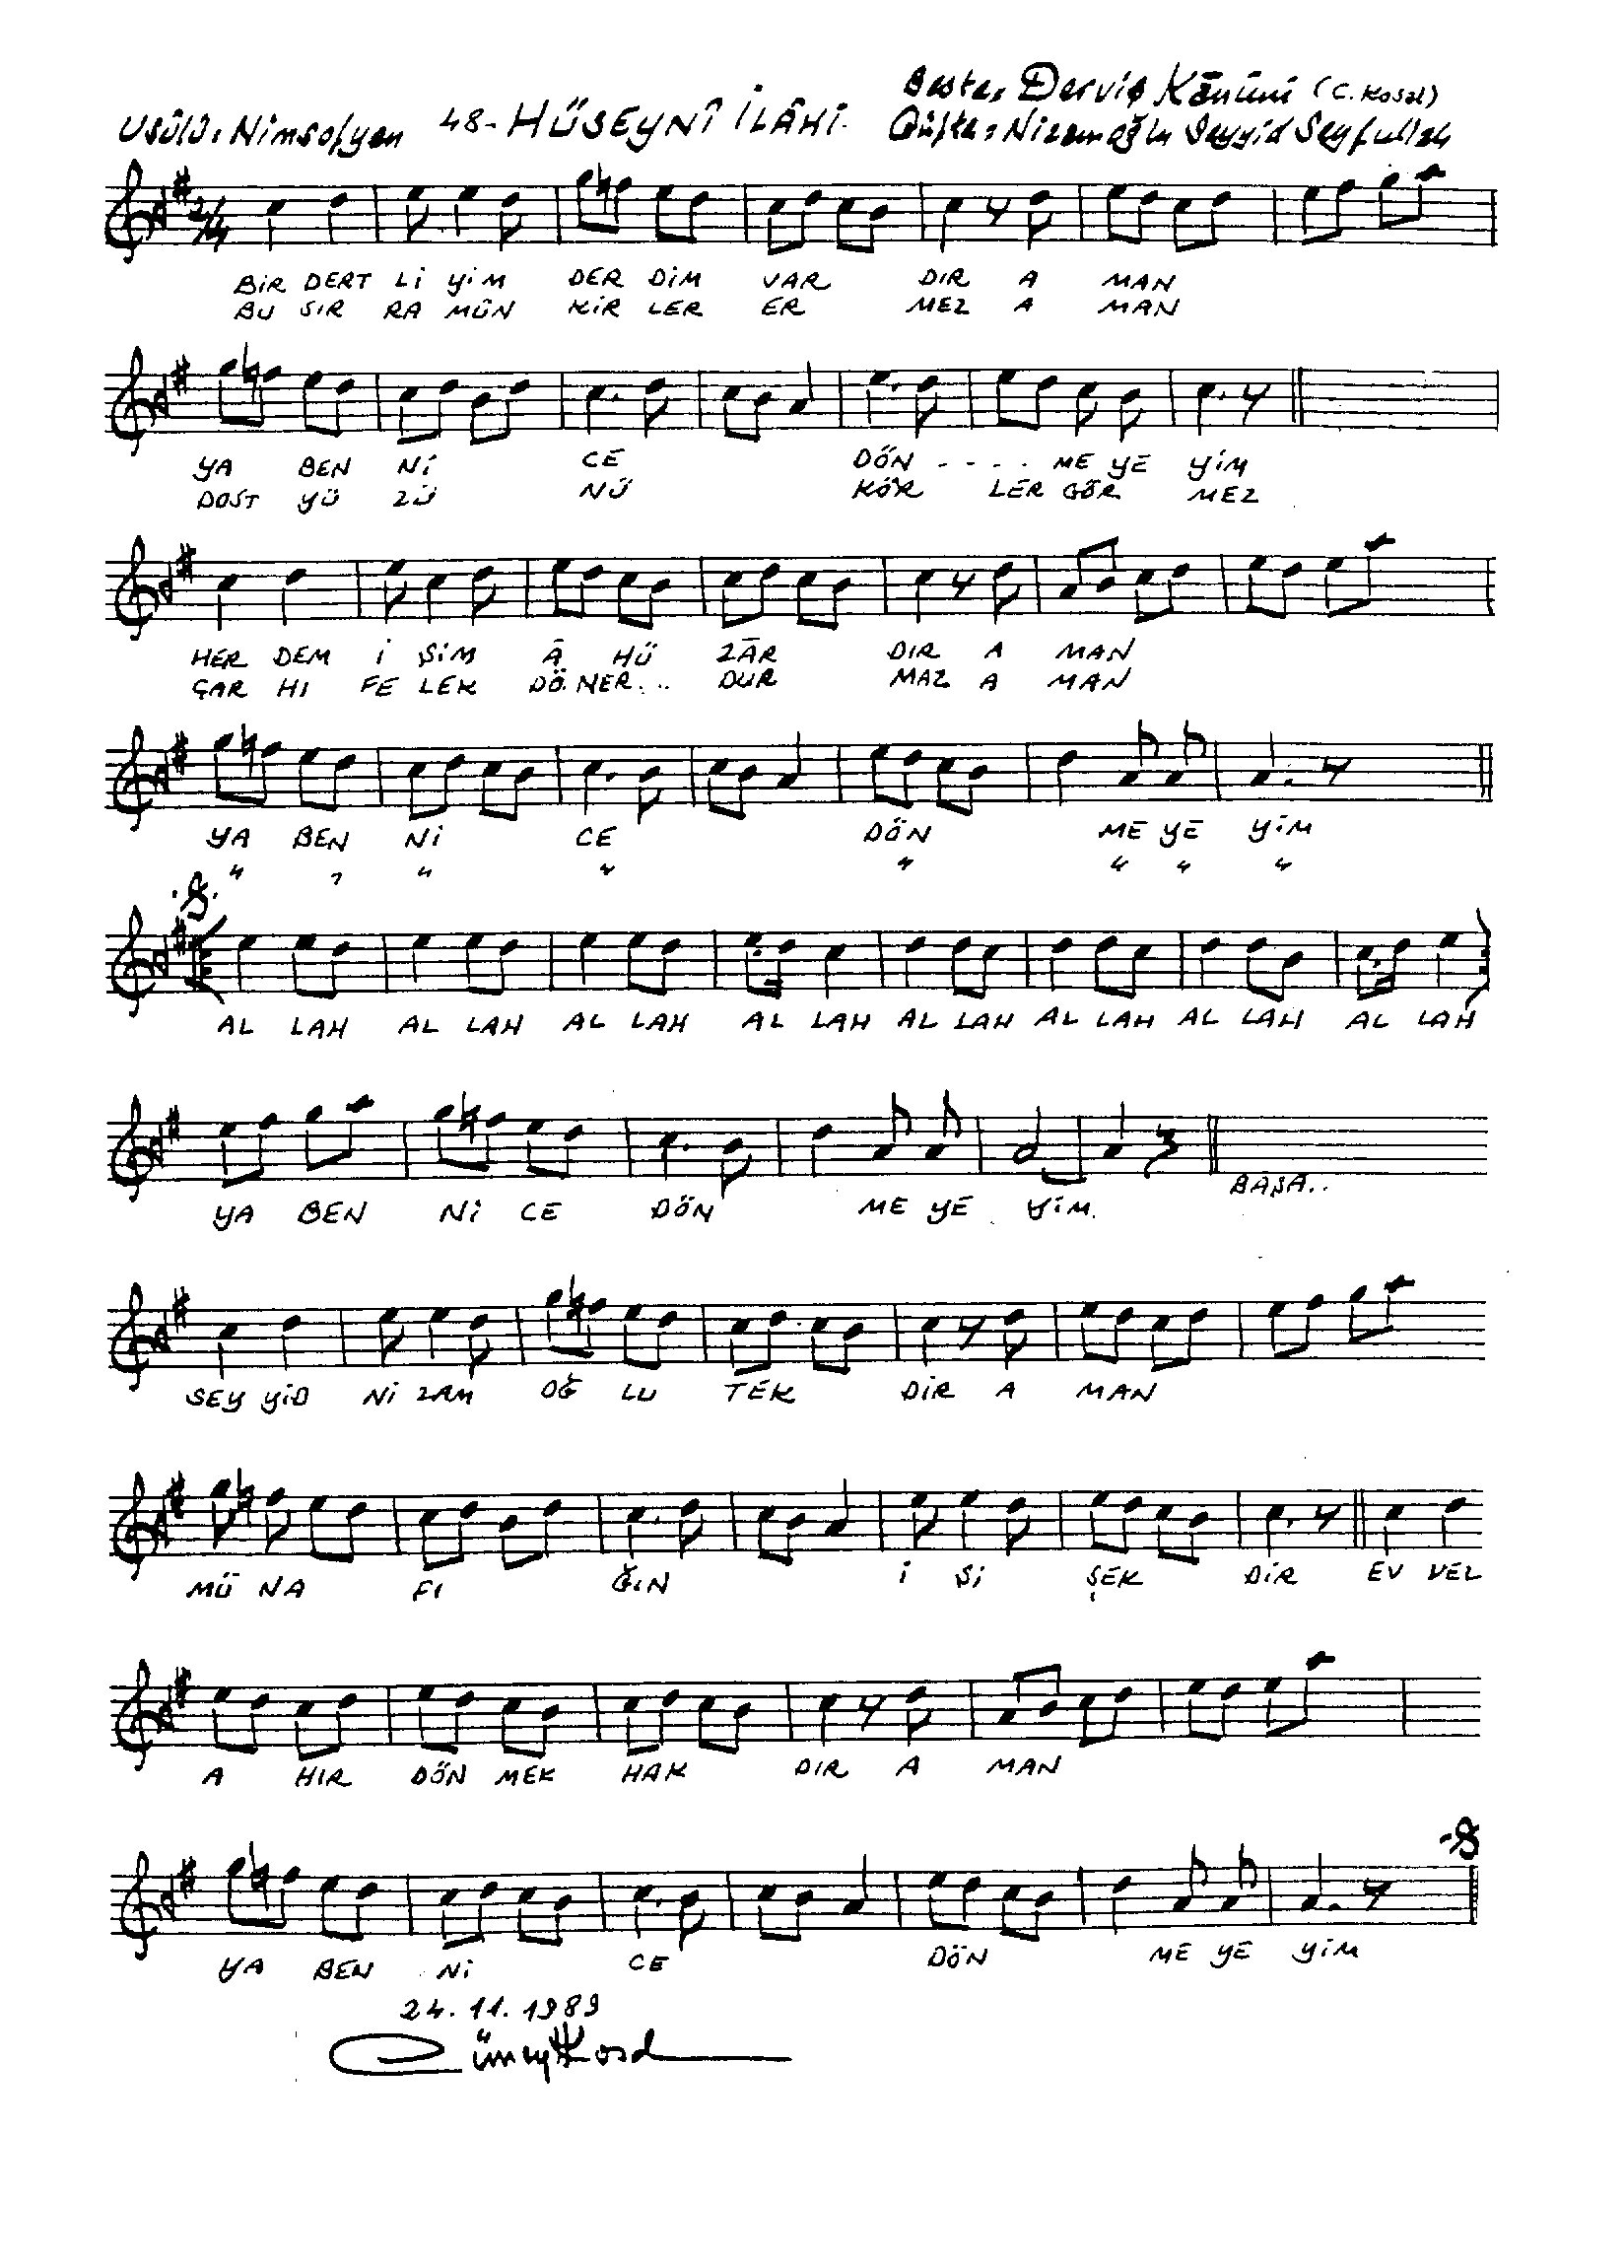 Usûlü: Nimsofyan 48- HÜSEYNÎ İLÂHİ. Beste: Derviş Kânûnî (C. Kosal)
Güfte: Nizamoğlu Seyyid Seyfullah
2/4
BİR DERT Lİ YİM DER DİM VAR DIR A MAN
BU SIR RA MÜN KİR LER ER MEZ A MAN
YA BEN Nİ CE DÖN - . . . . ME YE YİM
DOST YÜ ZÜ NÜ KÖR LER GÖR MEZ
HER DEM İ ŞİM Â HÜ ZÂR DIR A MAN
ÇAR HI FE LEK DÖ.NER... DUR MAZ A MAN
YA BEN Nİ CE DÖN ME YE YİM
" " " " " " " "
AL LAH AL LAH AL LAH AL LAH AL LAH AL LAH AL LAH AL LAH
YA BEN Nİ CE DÖN ME YE YİM. BAŞA..
SEY YİD Nİ ZAM OĞ LU TEK DİR A MAN
MÜ NA FI ĞIN İ Şİ ŞEK DİR EV VEL
A HIR DÖN MEK HAK DIR A MAN
YA BEN Nİ CE DÖN ME YE YİM
24. 11. 1989
Cüneyt Kosal